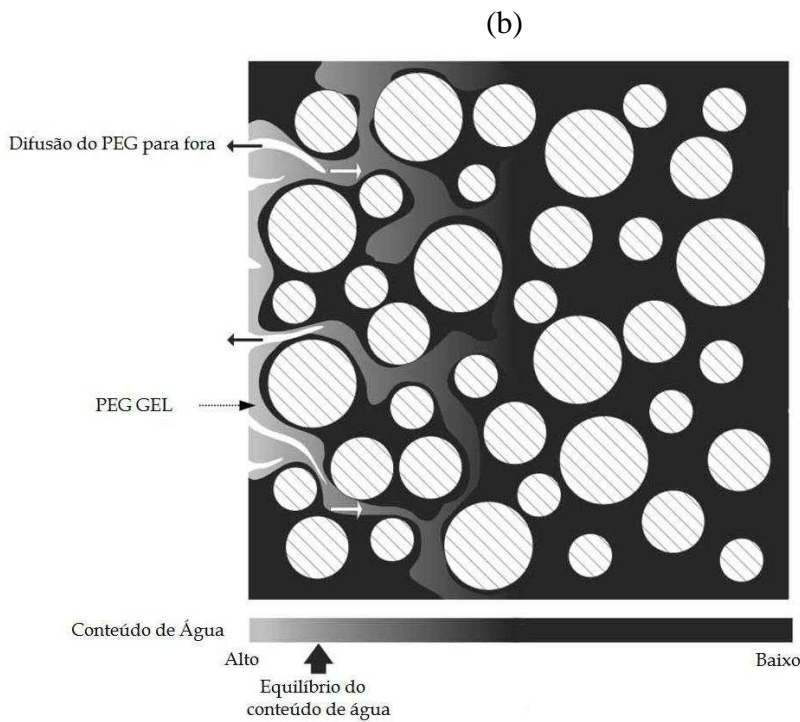 (b)
Difusão do PEG para fora
PEG GEL
Conteúdo de Água
Alto
Baixo
Equilíbrio do
conteúdo de água